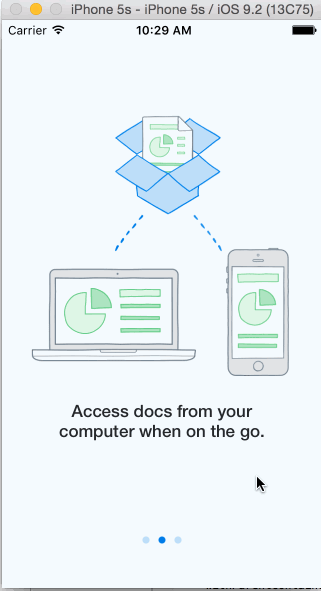 iPhone 5s - iPhone 5s / iOS 9.2 (13C75)
Carrier 10:29 AM
Access docs from your
computer when on the go.